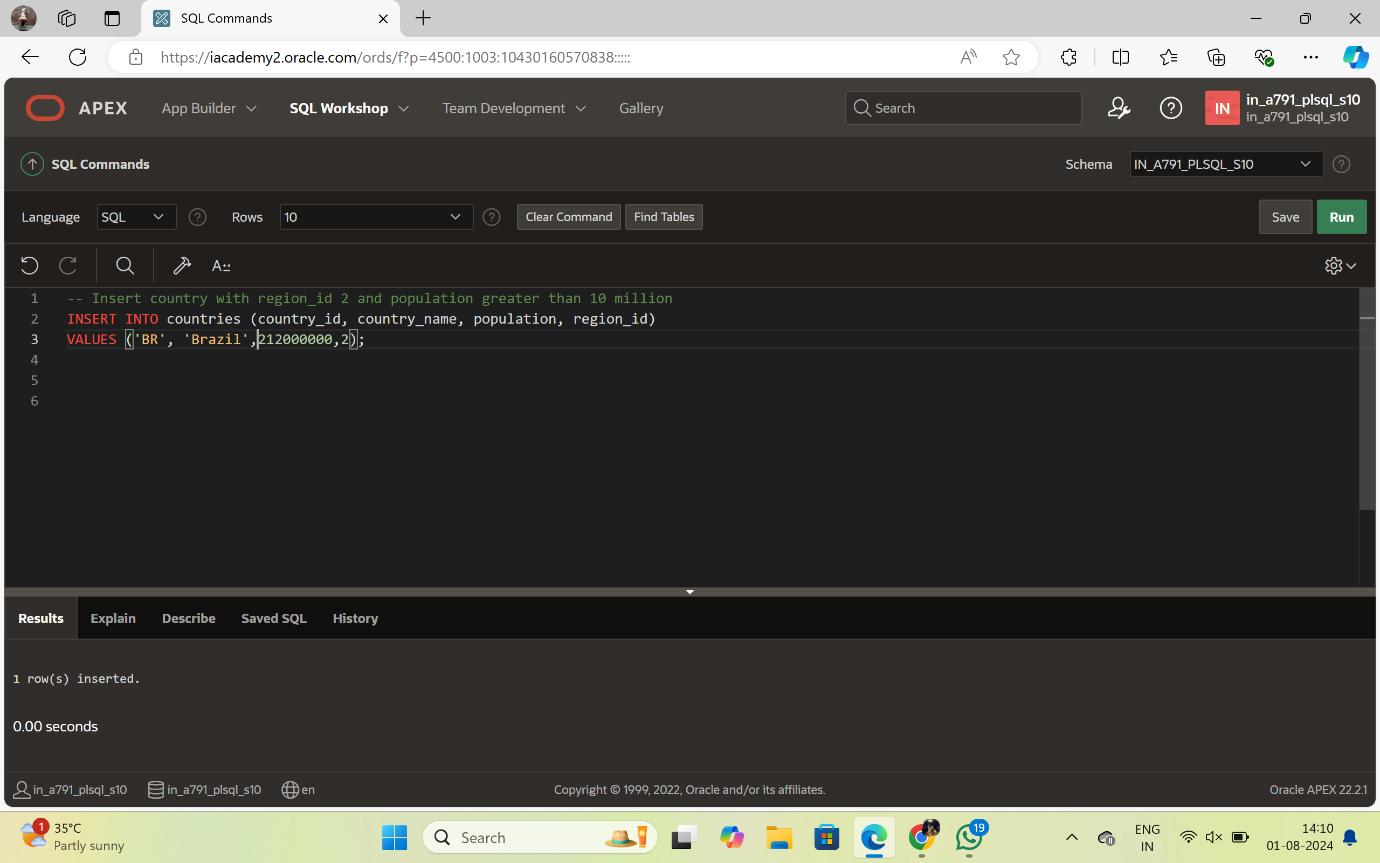 SQL Commands
https://iacademy2.oracle.com/ords/f?p=4500:1003:10430160570838:::::
APEX App Builder SQL Workshop Team Development Gallery Search IN in_a791_plsql_s10
in_a791_plsql_s10
SQL Commands Schema IN_A791_PLSQL_S10
Language SQL Rows 10 Clear Command Find Tables Save Run
A::
1 -- Insert country with region_id 2 and population greater than 10 million
2 INSERT INTO countries (country_id, country_name, population, region_id)
3 VALUES ('BR', 'Brazil',212000000,2);
4
5
6
Results Explain Describe Saved SQL History
1 row(s) inserted.
0.00 seconds
in_a791_plsql_s10 in_a791_plsql_s10 en Copyright © 1999, 2022, Oracle and/or its affiliates. Oracle APEX 22.2.1
1 35°C
Partly sunny
Search
19
ENG
IN
14:10
01-08-2024